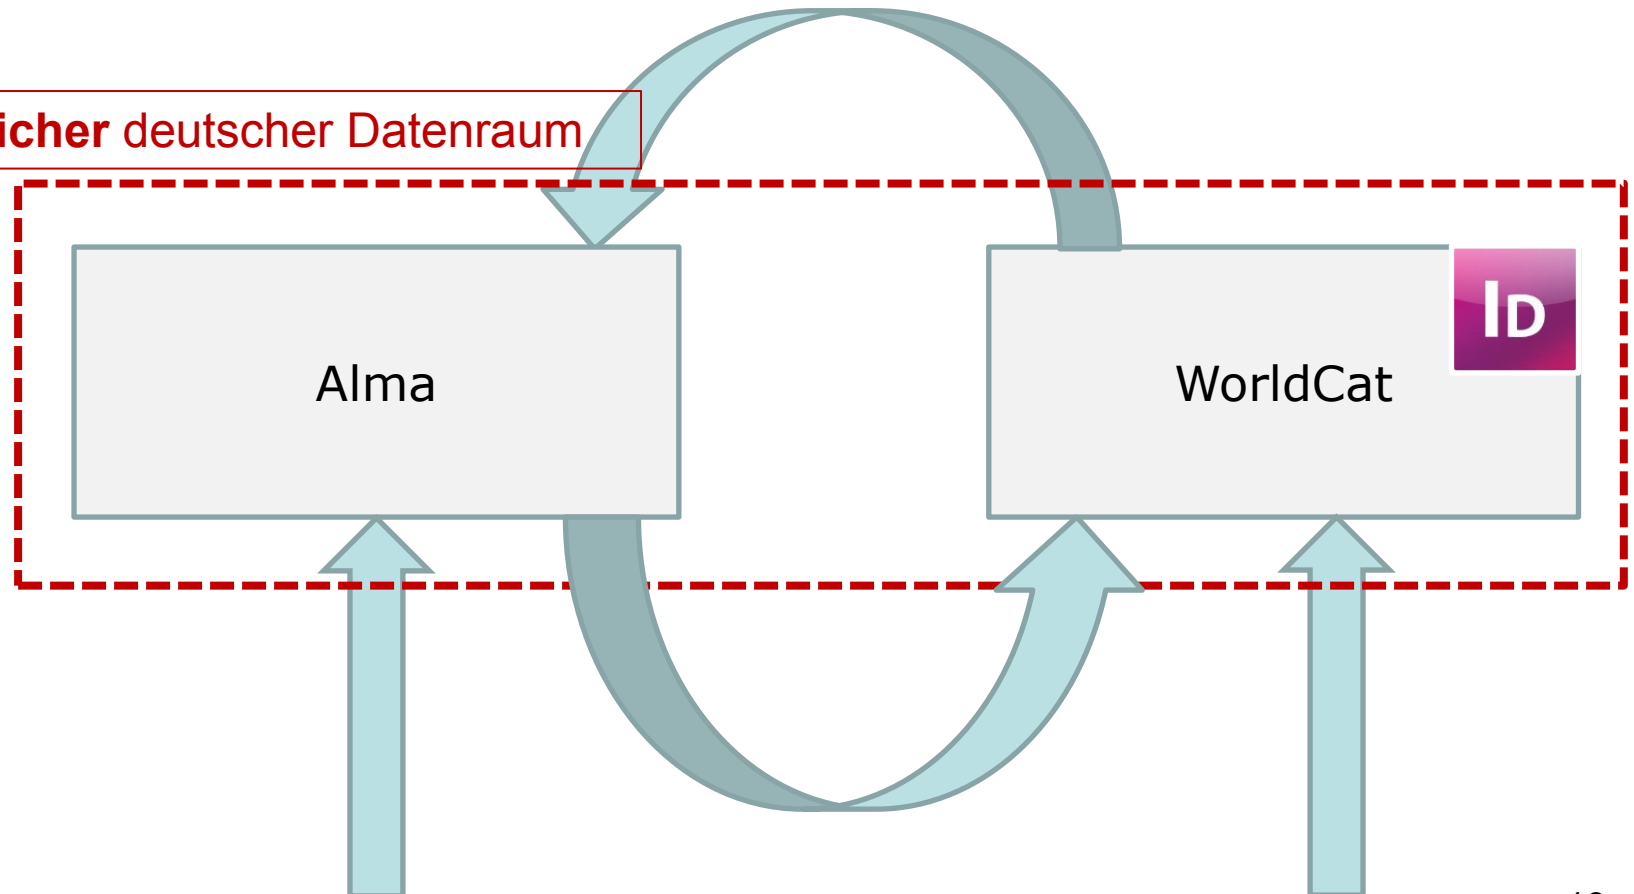 icher deutscher Datenraum
ID
Alma
WorldCat